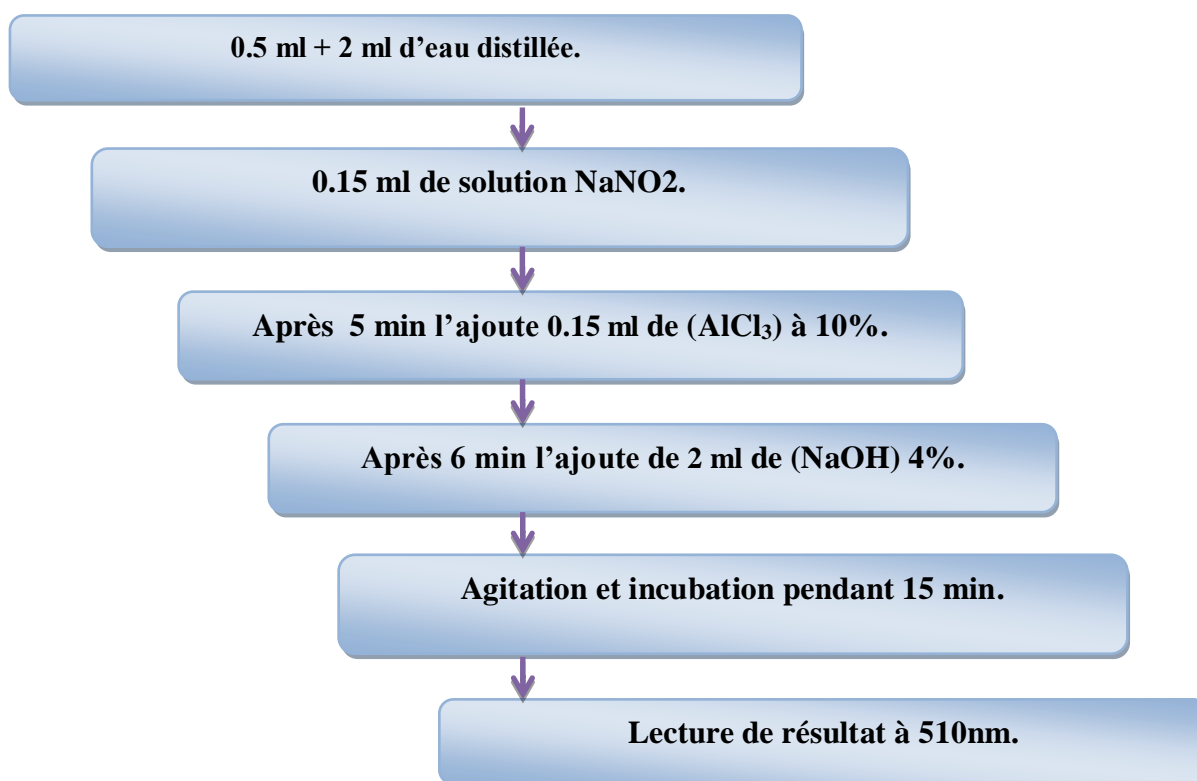 0.5 ml + 2 ml d’eau distillée.
0.15 ml de solution NaNO2.
Après 5 min l’ajoute 0.15 ml de (AlCl₃) à 10%.
Après 6 min l’ajoute de 2 ml de (NaOH) 4%.
Agitation et incubation pendant 15 min.
Lecture de résultat à 510nm.